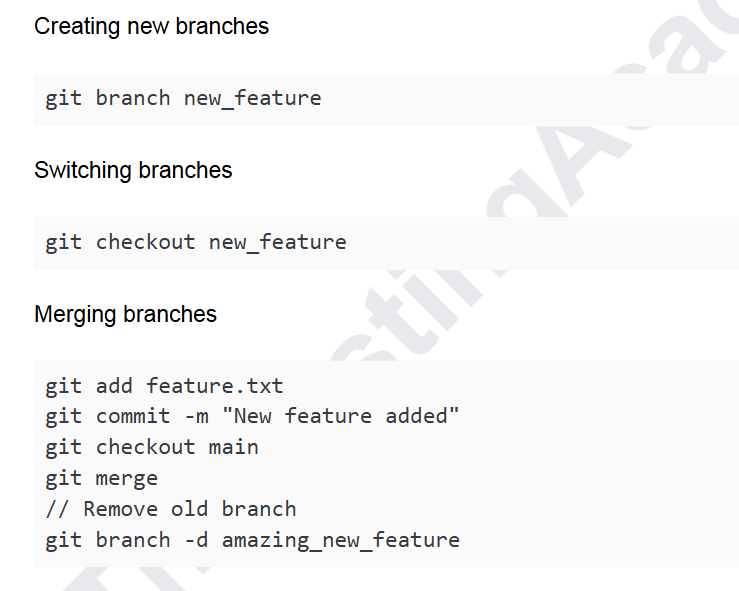 Creating new branches
git branch new_feature
Switching branches
git checkout new_feature
Merging branches
git add feature.txt
git commit -m "New feature added"
git checkout main
git merge
// Remove old branch
git branch -d amazing_new_feature